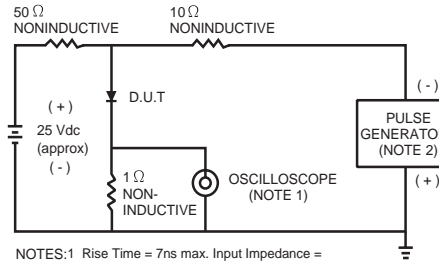 50 Ω
NONINDUCTIVE
10 Ω
NONINDUCTIVE
( + )
25 Vdc
(approx)
( - )
D.U.T
1 Ω
NON-
INDUCTIVE
OSCILLOSCOPE
(NOTE 1)
( - )
PULSE
GENERATO
(NOTE 2)
( + )
NOTES:1 Rise Time = 7ns max. Input Impedance =